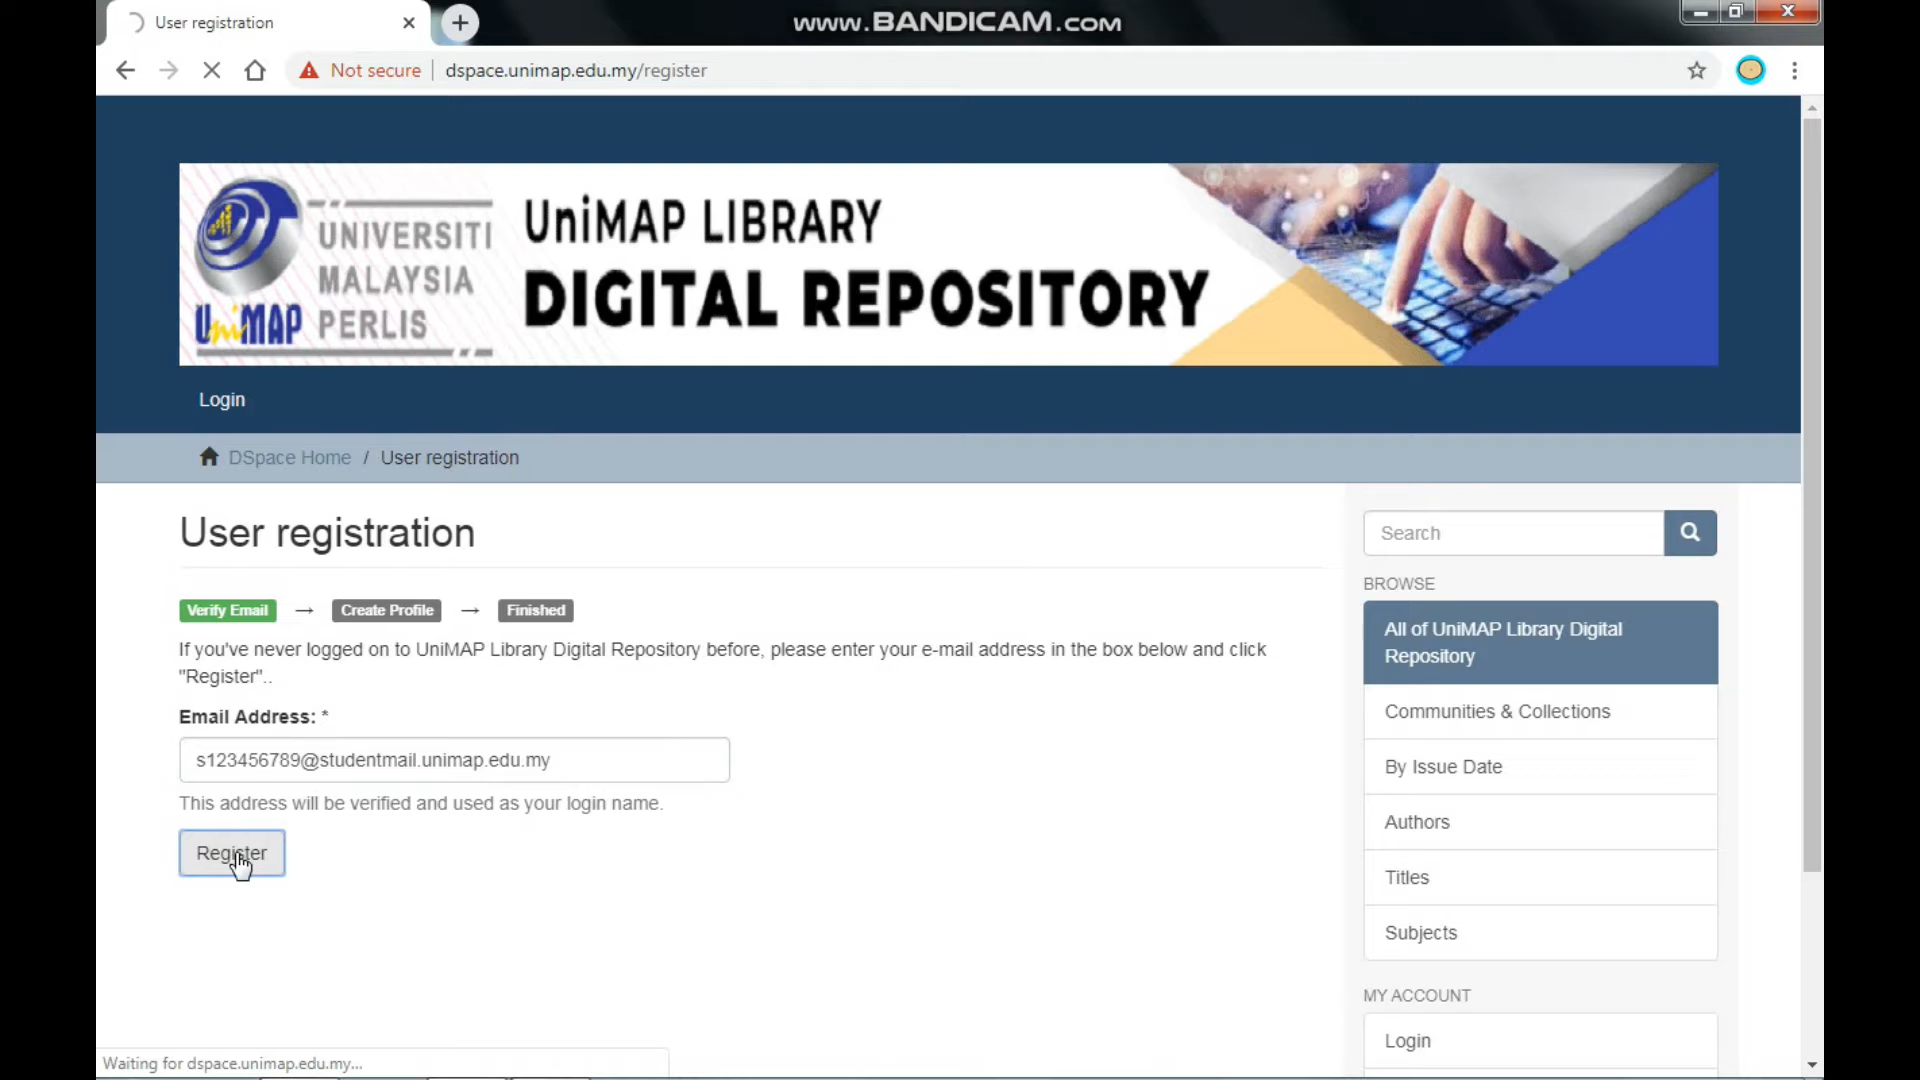 User registration
www.BANDICAM.com
Not secure
dspace.unimap.edu.my/register
UNIVERSITI
MALAYSIA
PERLIS
UniMAP
UniMAP LIBRARY
DIGITAL REPOSITORY
Login
DSpace Home / User registration
User registration
Verify Email → Create Profile → Finished
If you've never logged on to UniMAP Library Digital Repository before, please enter your e-mail address in the box below and click
"Register"..
Email Address: *
s123456789@studentmail.unimap.edu.my
This address will be verified and used as your login name.
Register
Search
BROWSE
All of UniMAP Library Digital
Repository
Communities & Collections
By Issue Date
Authors
Titles
Subjects
MY ACCOUNT
Login
Waiting for dspace.unimap.edu.my...